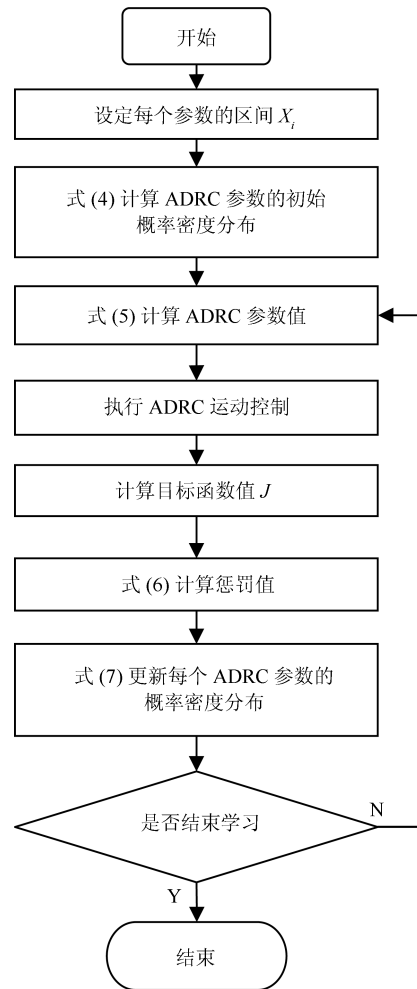 开始
设定每个参数的区间 Xᵢ
式 (4) 计算 ADRC 参数的初始
概率密度分布
式 (5) 计算 ADRC 参数值
执行 ADRC 运动控制
计算目标函数值 J
式 (6) 计算惩罚值
式 (7) 更新每个 ADRC 参数的
概率密度分布
是否结束学习
N
Y
结束